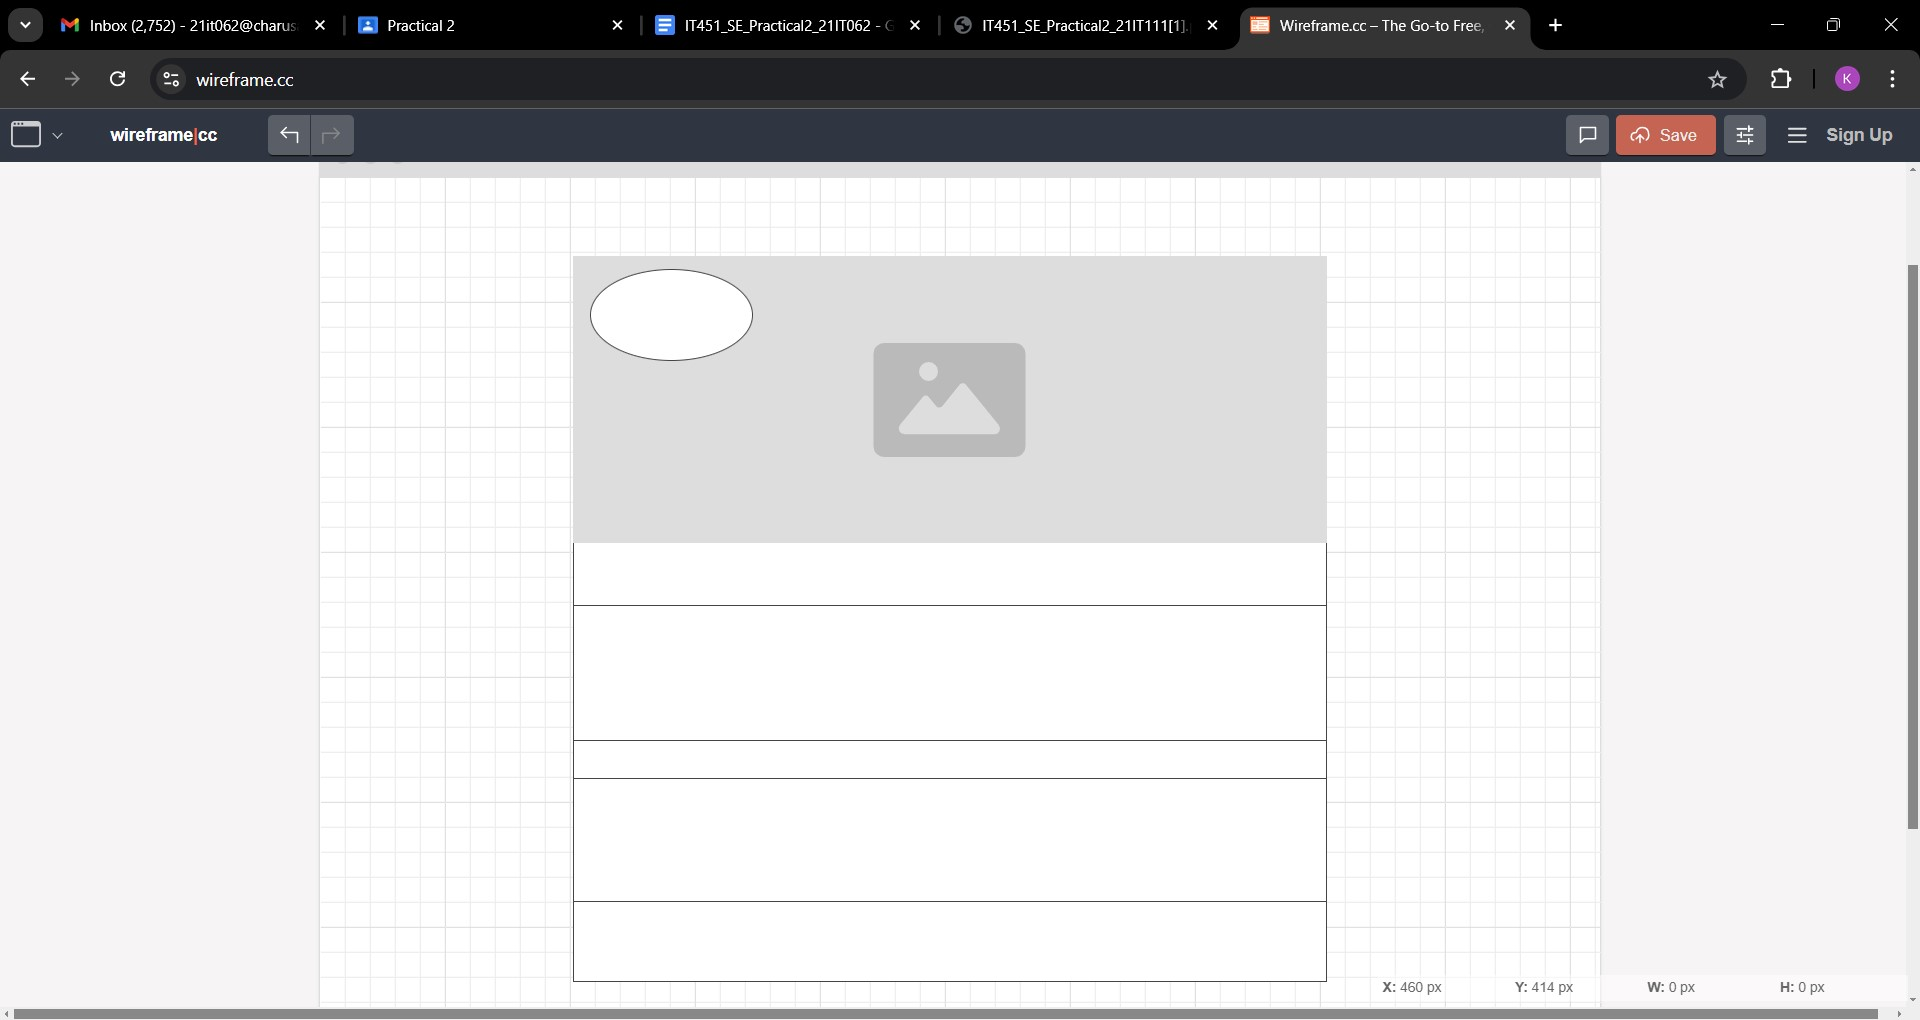 Inbox (2,752) - 21it062@charus
Practical 2
IT451_SE_Practical2_21IT062 - G
IT451_SE_Practical2_21IT111[1].
Wireframe.cc – The Go-to Free,
wireframe.cc
K
wireframe|cc
Save
Sign Up
X: 460 px
Y: 414 px
W: 0 px
H: 0 px